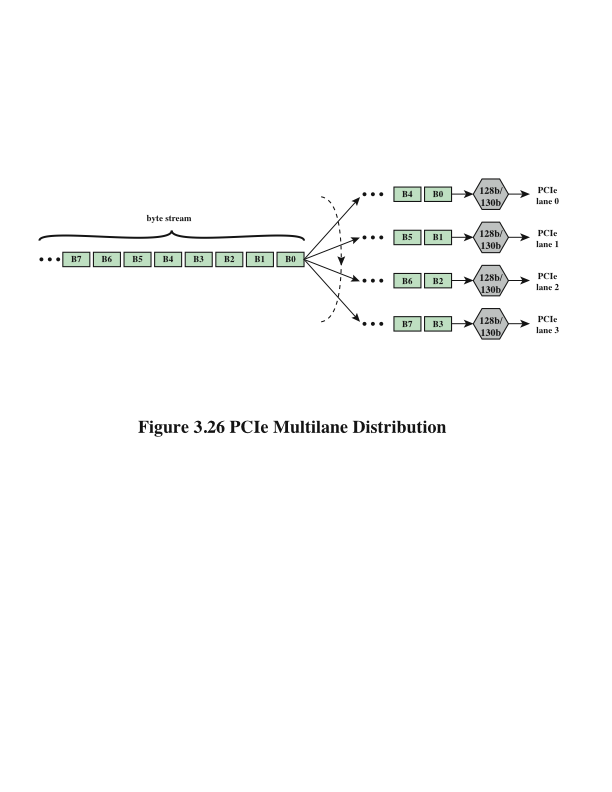 byte stream
B7 B6 B5 B4 B3 B2 B1 B0
B4 B0 128b/ 130b PCIe lane 0
B5 B1 128b/ 130b PCIe lane 1
B6 B2 128b/ 130b PCIe lane 2
B7 B3 128b/ 130b PCIe lane 3
Figure 3.26 PCIe Multilane Distribution